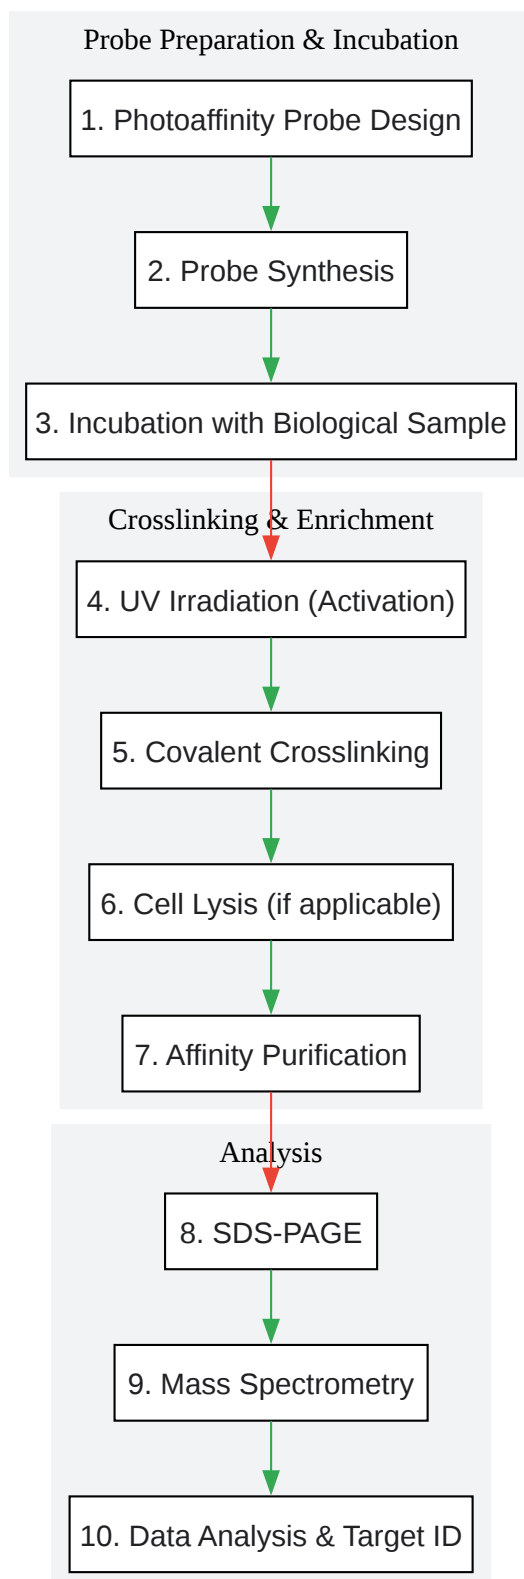 Probe Preparation & Incubation
1. Photoaffinity Probe Design
2. Probe Synthesis
3. Incubation with Biological Sample
Crosslinking & Enrichment
4. UV Irradiation (Activation)
5. Covalent Crosslinking
6. Cell Lysis (if applicable)
7. Affinity Purification
Analysis
8. SDS-PAGE
9. Mass Spectrometry
10. Data Analysis & Target ID